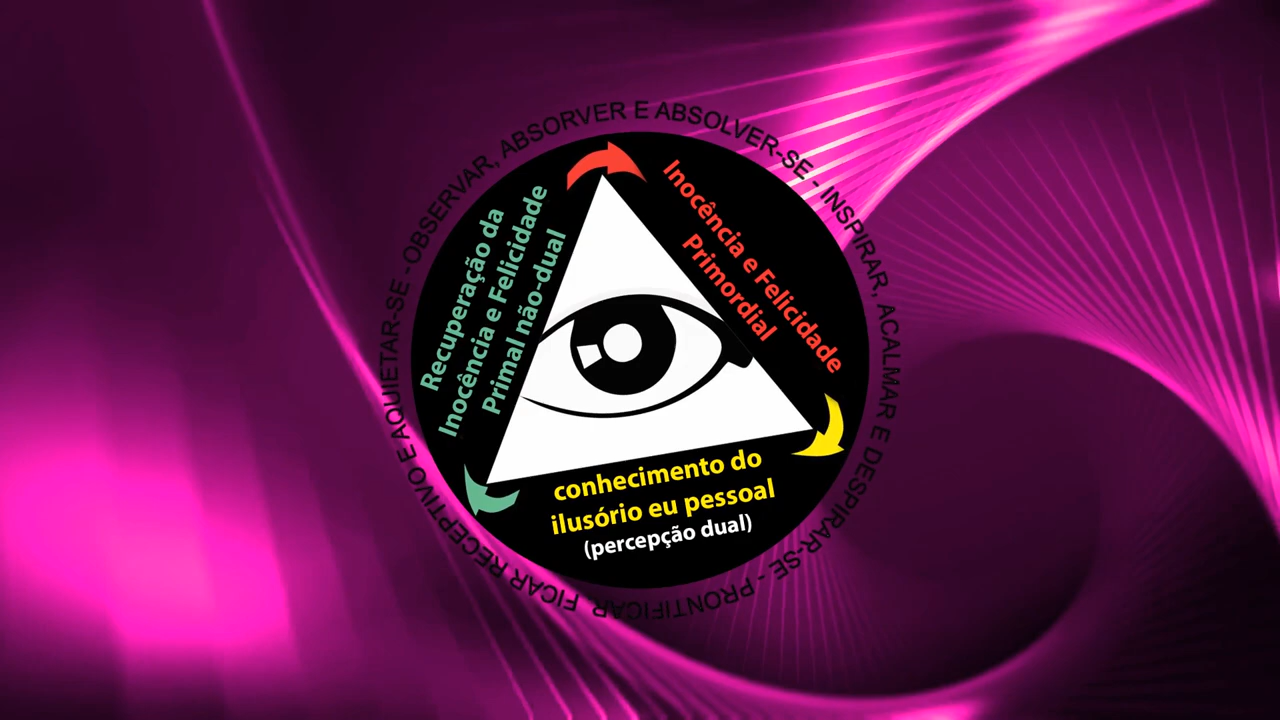 OBSERVAR, ABSORVER E ABSOLVER-SE - INSPIRAR, ACALMAR E DESPIRAR-SE - PRONTIFICAR, FICAR RECEPTIVO E AQUIETAR-SE -
Inocência e Felicidade
Primordial
conhecimento do
ilusório eu pessoal
(percepção dual)
Recuperação da
Inocência e Felicidade
Primal não-dual